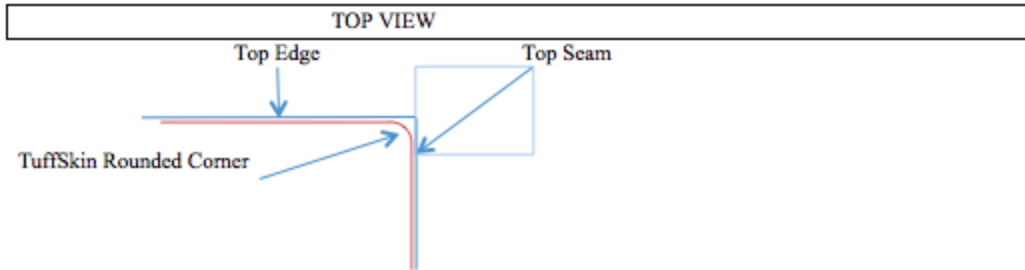 TOP VIEW
Top Edge
Top Seam
TuffSkin Rounded Corner